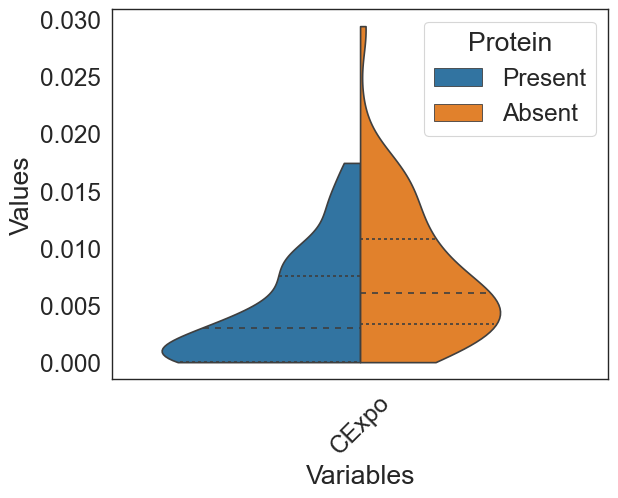 0.030
0.025
0.020
0.015
0.010
0.005
0.000
Values
Protein
Present
Absent
CExpo
Variables